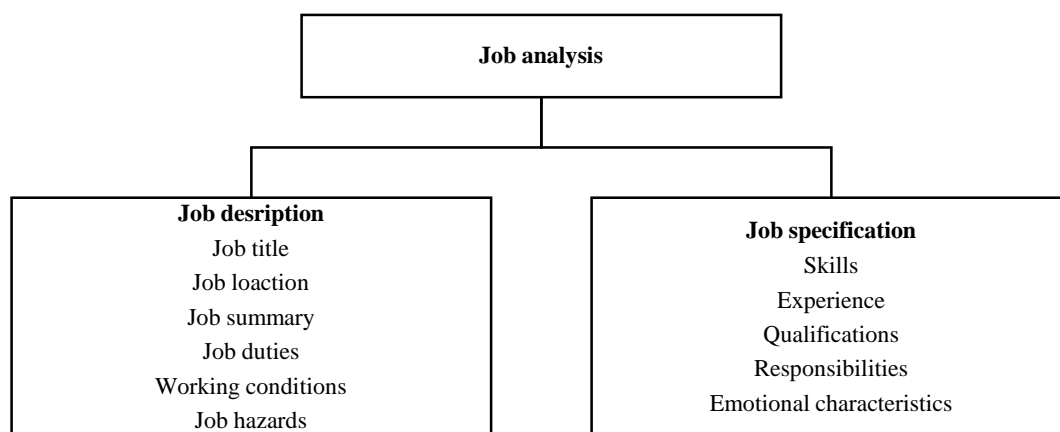 Job analysis
Job desription
Job title
Job loaction
Job summary
Job duties
Working conditions
Job hazards
Job specification
Skills
Experience
Qualifications
Responsibilities
Emotional characteristics